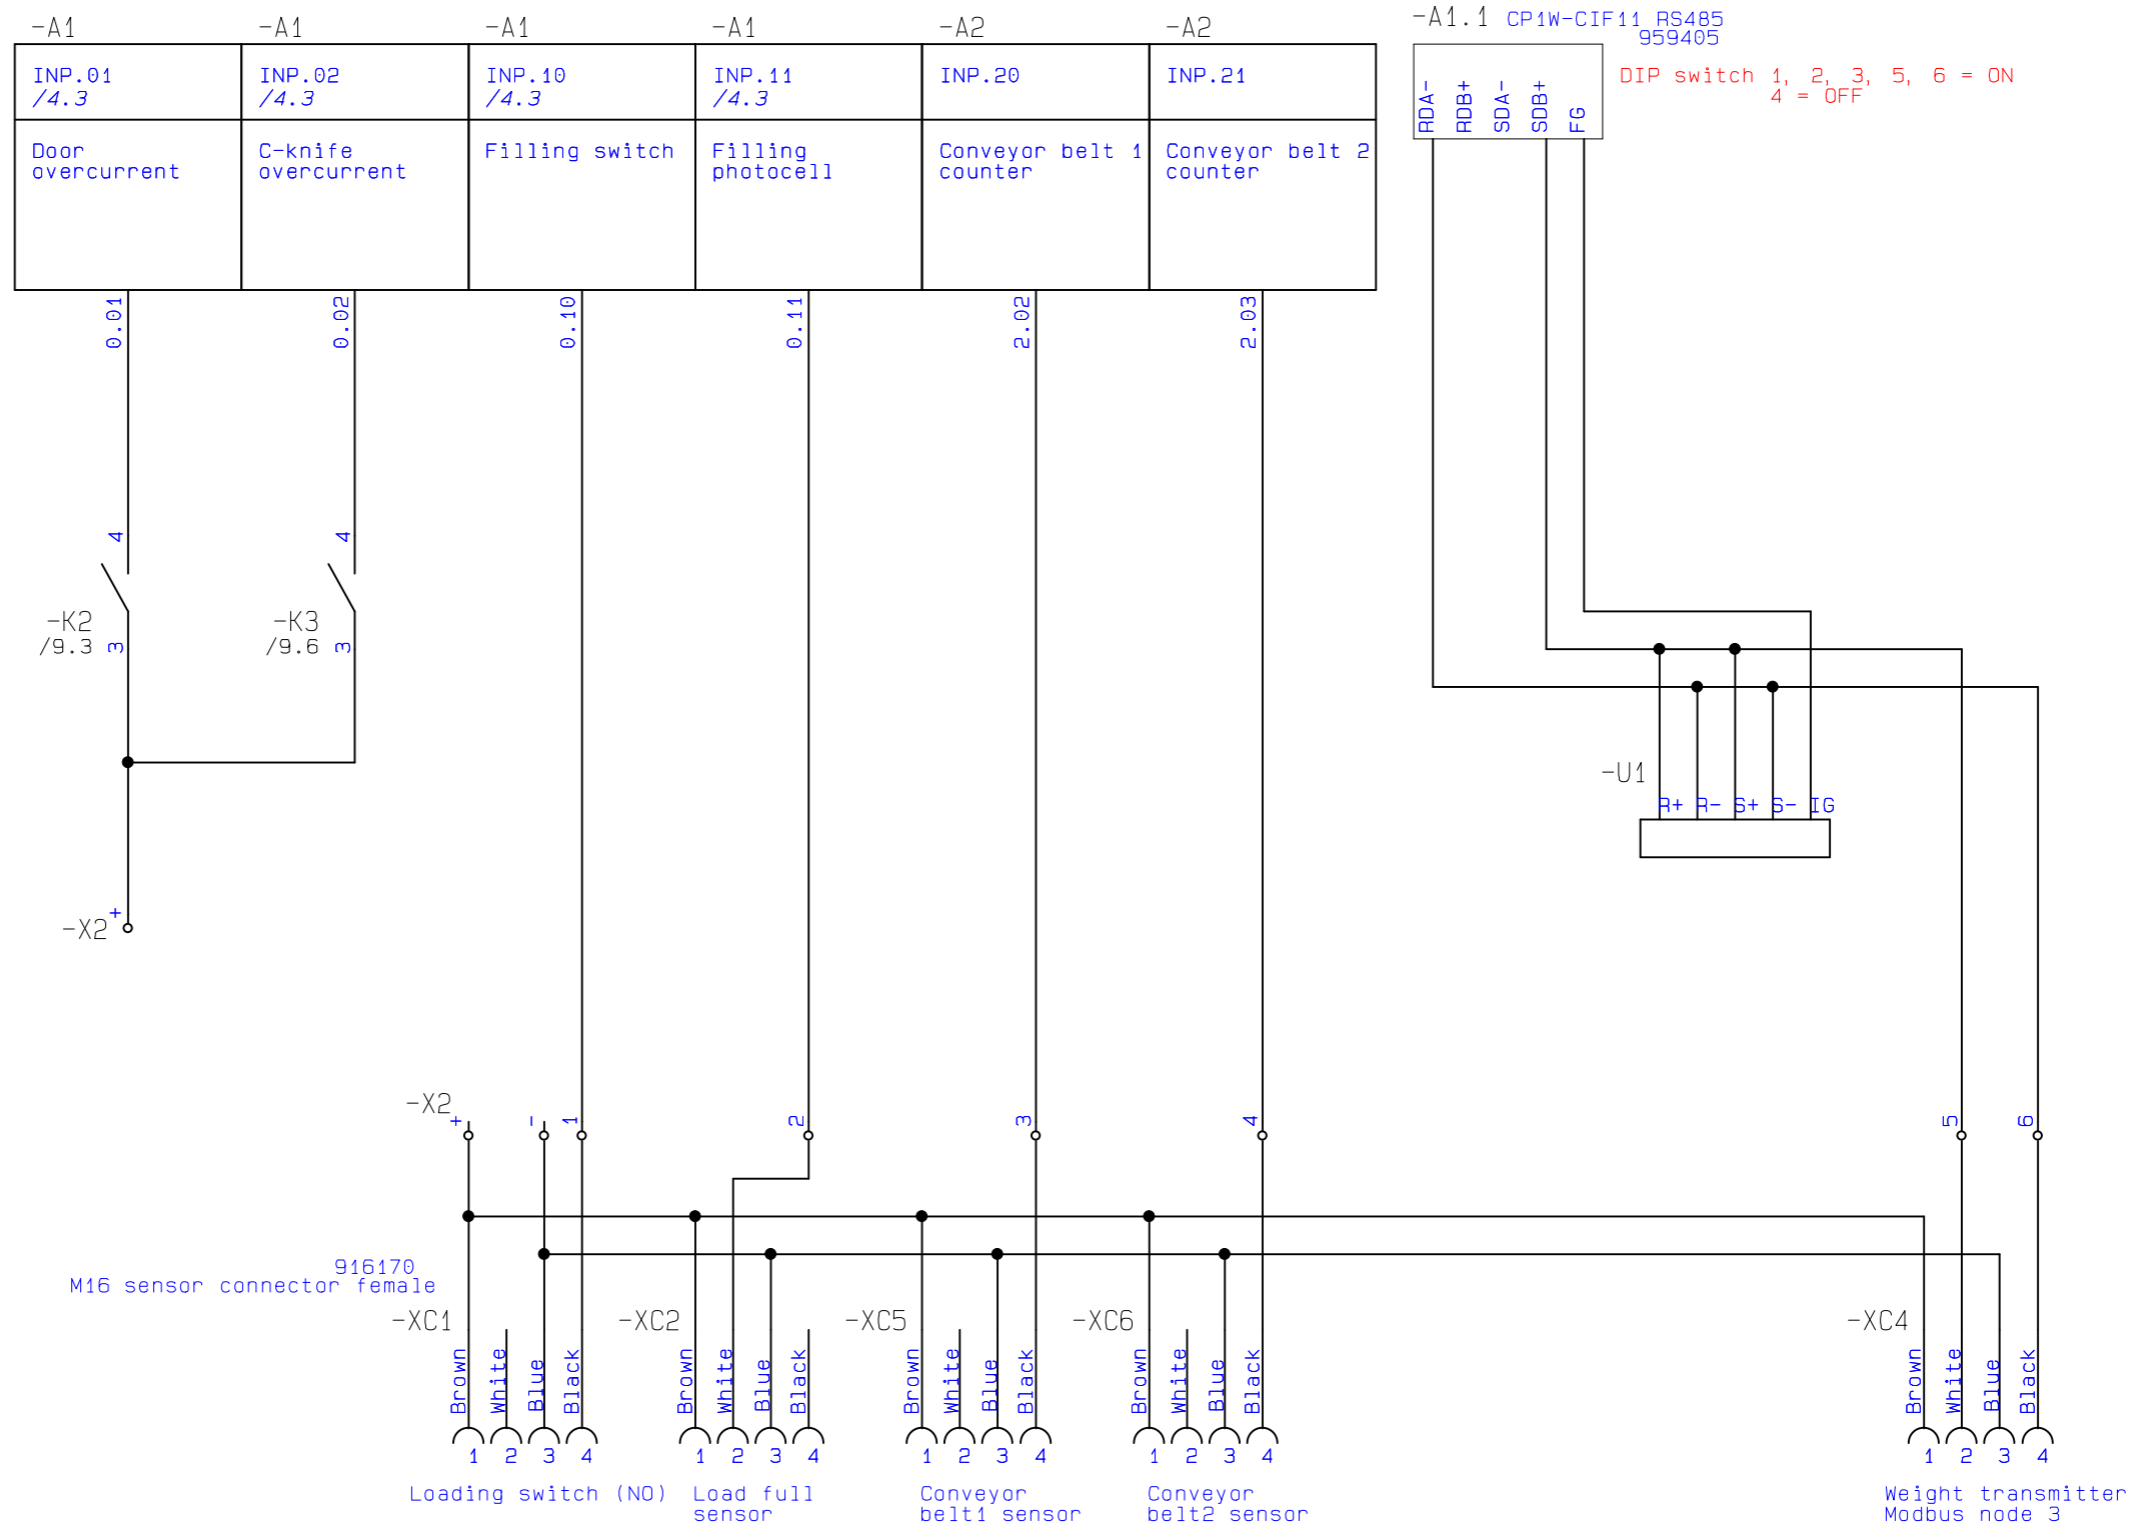 -A1
-A1
-A1
-A1
-A2
-A2
-A1.1 CP1W-CIF11 RS485
959405
INP.01
/4.3
INP.02
/4.3
INP.10
/4.3
INP.11
/4.3
INP.20
INP.21
RDA-
RDB+
SDA-
SDB+
FG
DIP switch 1, 2, 3, 5, 6 = ON
4 = OFF
Door
overcurrent
C-knife
overcurrent
Filling switch
Filling
photocell
Conveyor belt 1
counter
Conveyor belt 2
counter
0.01
0.02
0.10
0.11
2.02
2.03
4
4
-K2
/9.3
3
-K3
/9.6
3
-U1
R+ R- S+ S- IG
+
-X2
-X2
+
-
1
2
3
4
5
6
916170
M16 sensor connector female
-XC1
-XC2
-XC5
-XC6
-XC4
Brown
White
Blue
Black
Brown
White
Blue
Black
Brown
White
Blue
Black
Brown
White
Blue
Black
Brown
White
Blue
Black
1 2 3 4
1 2 3 4
1 2 3 4
1 2 3 4
1 2 3 4
Loading switch (NO)
Load full
sensor
Conveyor
belt1 sensor
Conveyor
belt2 sensor
Weight transmitter
Modbus node 3